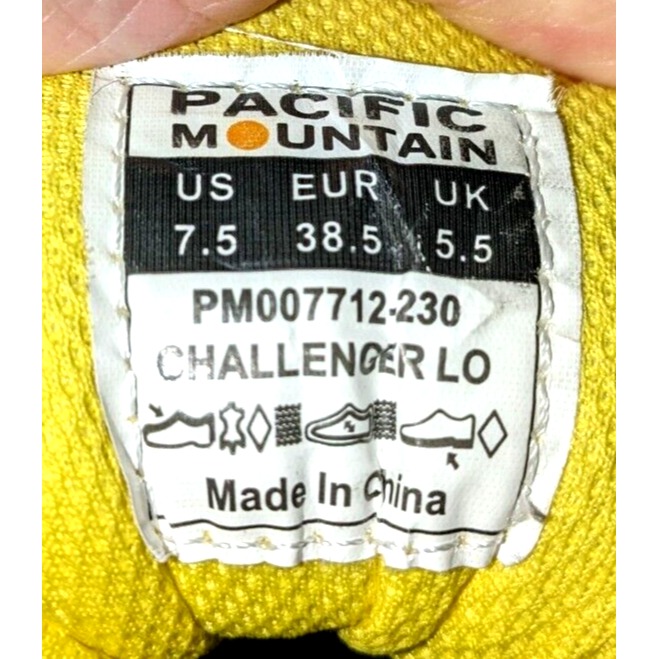 PACIFIC
MOUNTAIN
US EUR UK
7.5 38.5 5.5
PM007712-230
CHALLENGER LO
Made In China